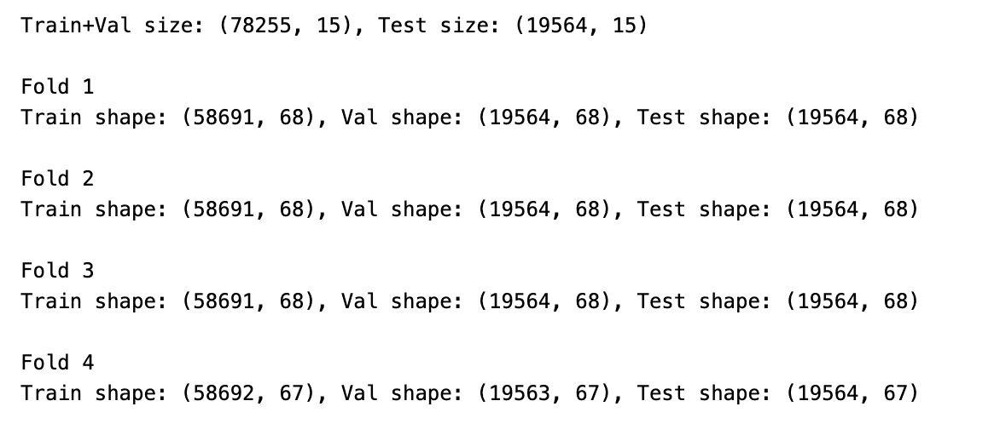 Train+Val size: (78255, 15), Test size: (19564, 15)
Fold 1
Train shape: (58691, 68), Val shape: (19564, 68), Test shape: (19564, 68)
Fold 2
Train shape: (58691, 68), Val shape: (19564, 68), Test shape: (19564, 68)
Fold 3
Train shape: (58691, 68), Val shape: (19564, 68), Test shape: (19564, 68)
Fold 4
Train shape: (58692, 67), Val shape: (19563, 67), Test shape: (19564, 67)